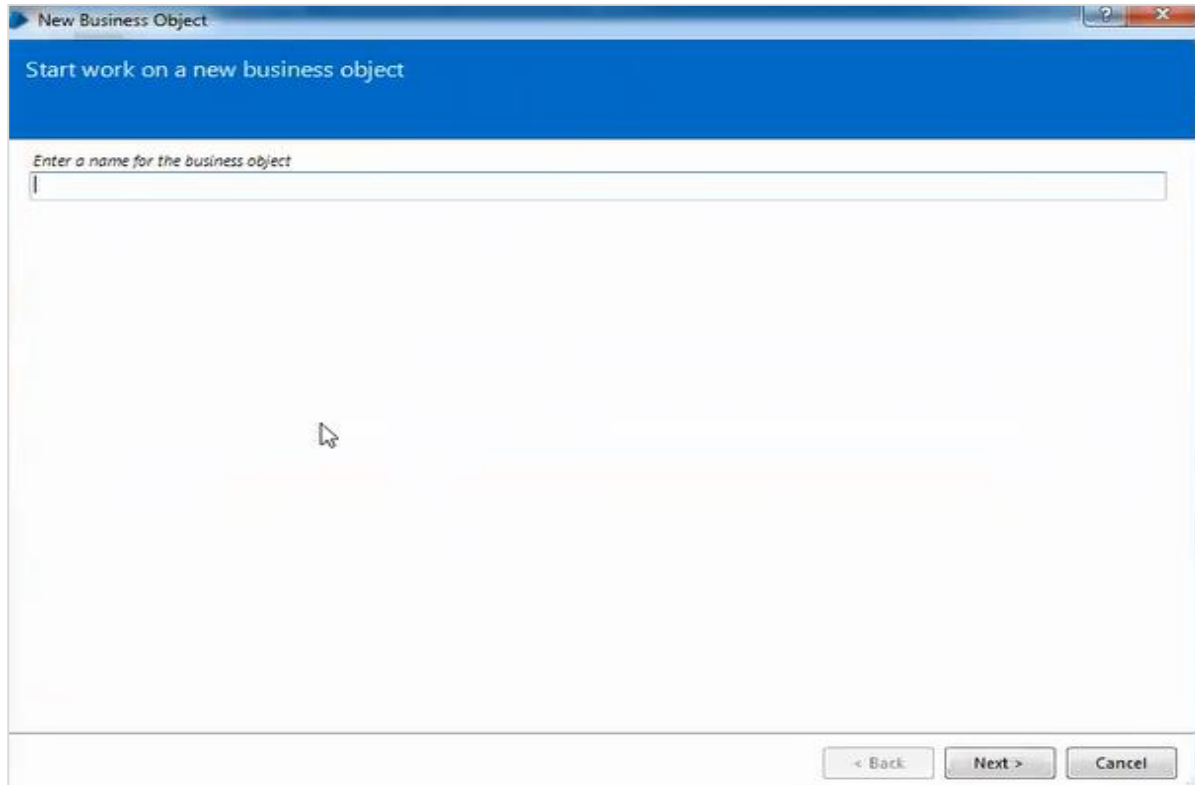 New Business Object
?
Start work on a new business object
Enter a name for the business object
< Back
Next >
Cancel